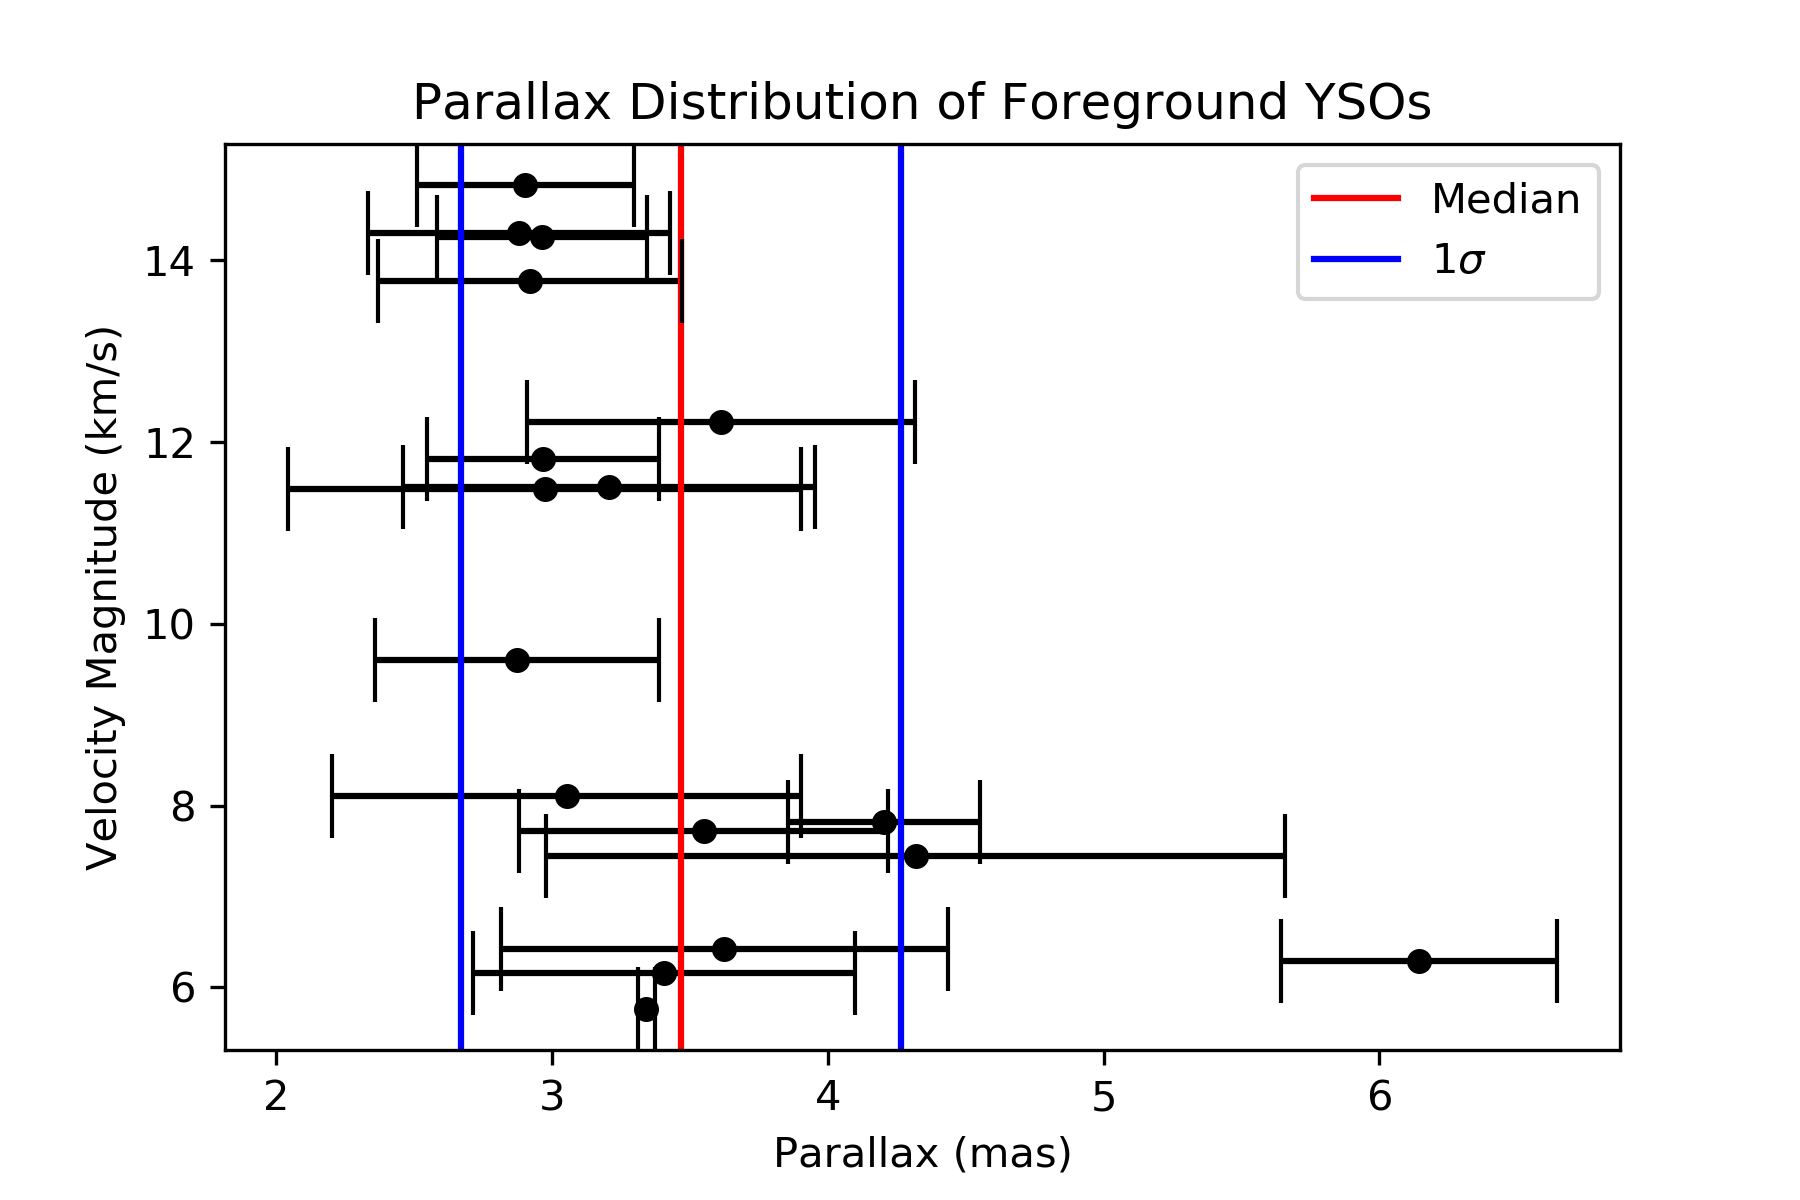 Parallax Distribution of Foreground YSOs
Median
1σ
14
12
10
8
6
Velocity Magnitude (km/s)
2 3 4 5 6
Parallax (mas)